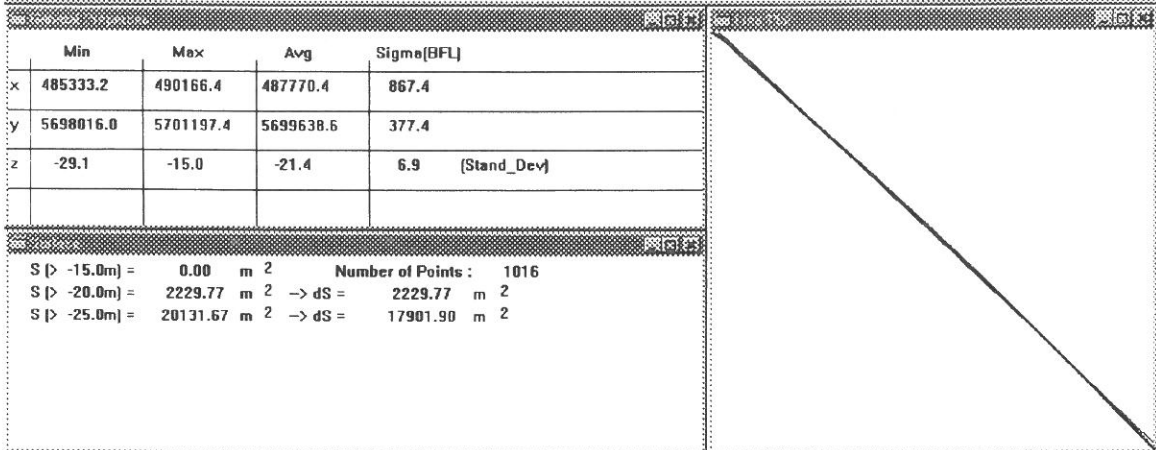 Min Max Avg Sigma(BFL)
x 485333.2 490166.4 487770.4 867.4
y 5698016.0 5701197.4 5699638.6 377.4
z -29.1 -15.0 -21.4 6.9 (Stand_Dev)
S (> -15.0m) = 0.00 m 2 Number of Points : 1016
S (> -20.0m) = 2229.77 m 2 --> dS = 2229.77 m 2
S (> -25.0m) = 20131.67 m 2 --> dS = 17901.90 m 2